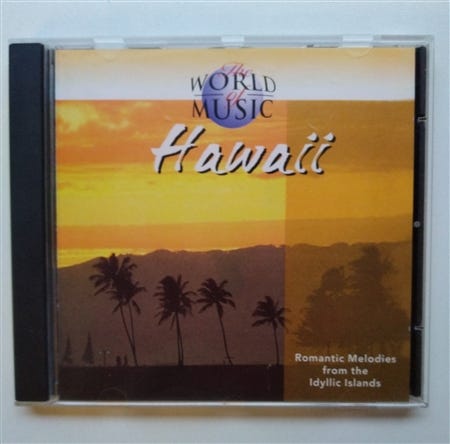 The
WORLD
of
MUSIC
Hawaii
Romantic Melodies
from the
Idyllic Islands